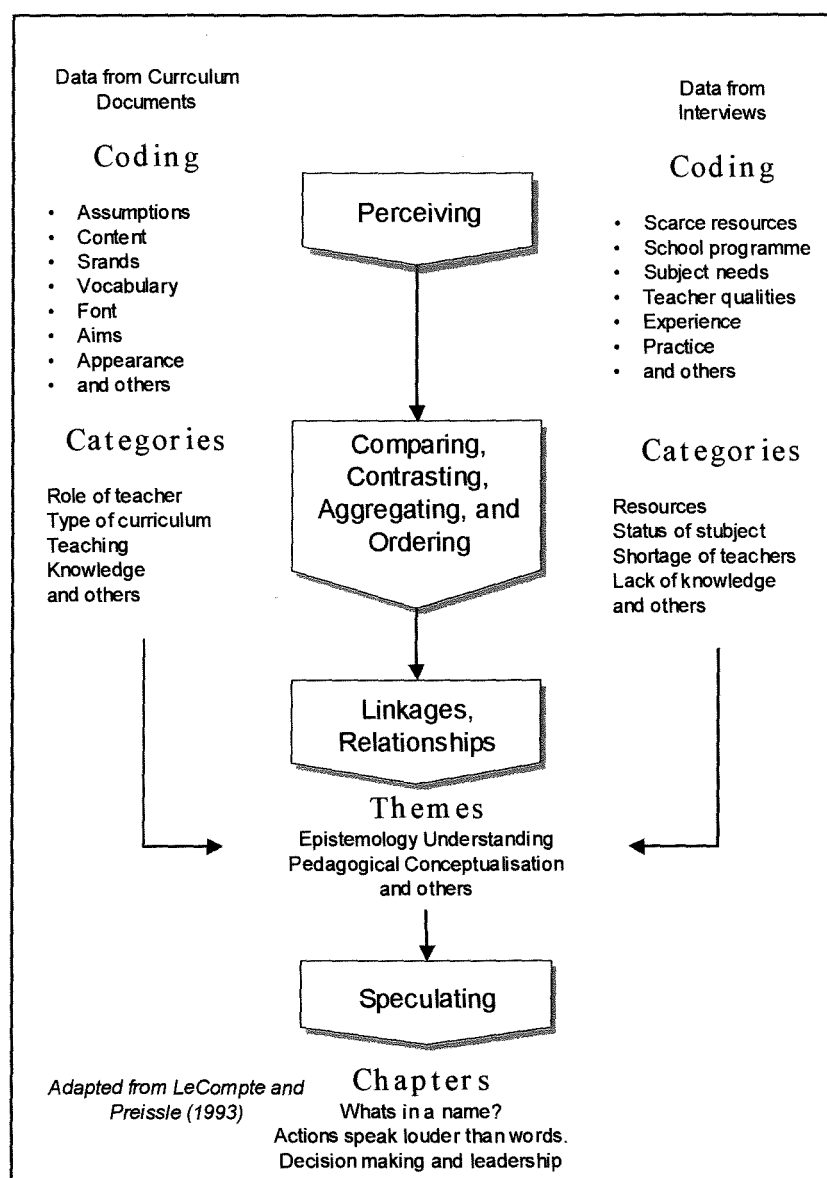 Data from Currculum
Documents
Coding
• Assumptions
• Content
• Srands
• Vocabulary
• Font
• Aims
• Appearance
• and others
Categories
Role of teacher
Type of curriculum
Teaching
Knowledge
and others
Perceiving
Comparing,
Contrasting,
Aggregating, and
Ordering
Linkages,
Relationships
Themes
Epistemology Understanding
Pedagogical Conceptualisation
and others
Speculating
Chapters
Whats in a name?
Actions speak louder than words.
Decision making and leadership
Data from
Interviews
Coding
• Scarce resources
• School programme
• Subject needs
• Teacher qualities
• Experience
• Practice
• and others
Categories
Resources
Status of stubject
Shortage of teachers
Lack of knowledge
and others
Adapted from LeCompte and
Preissle (1993)